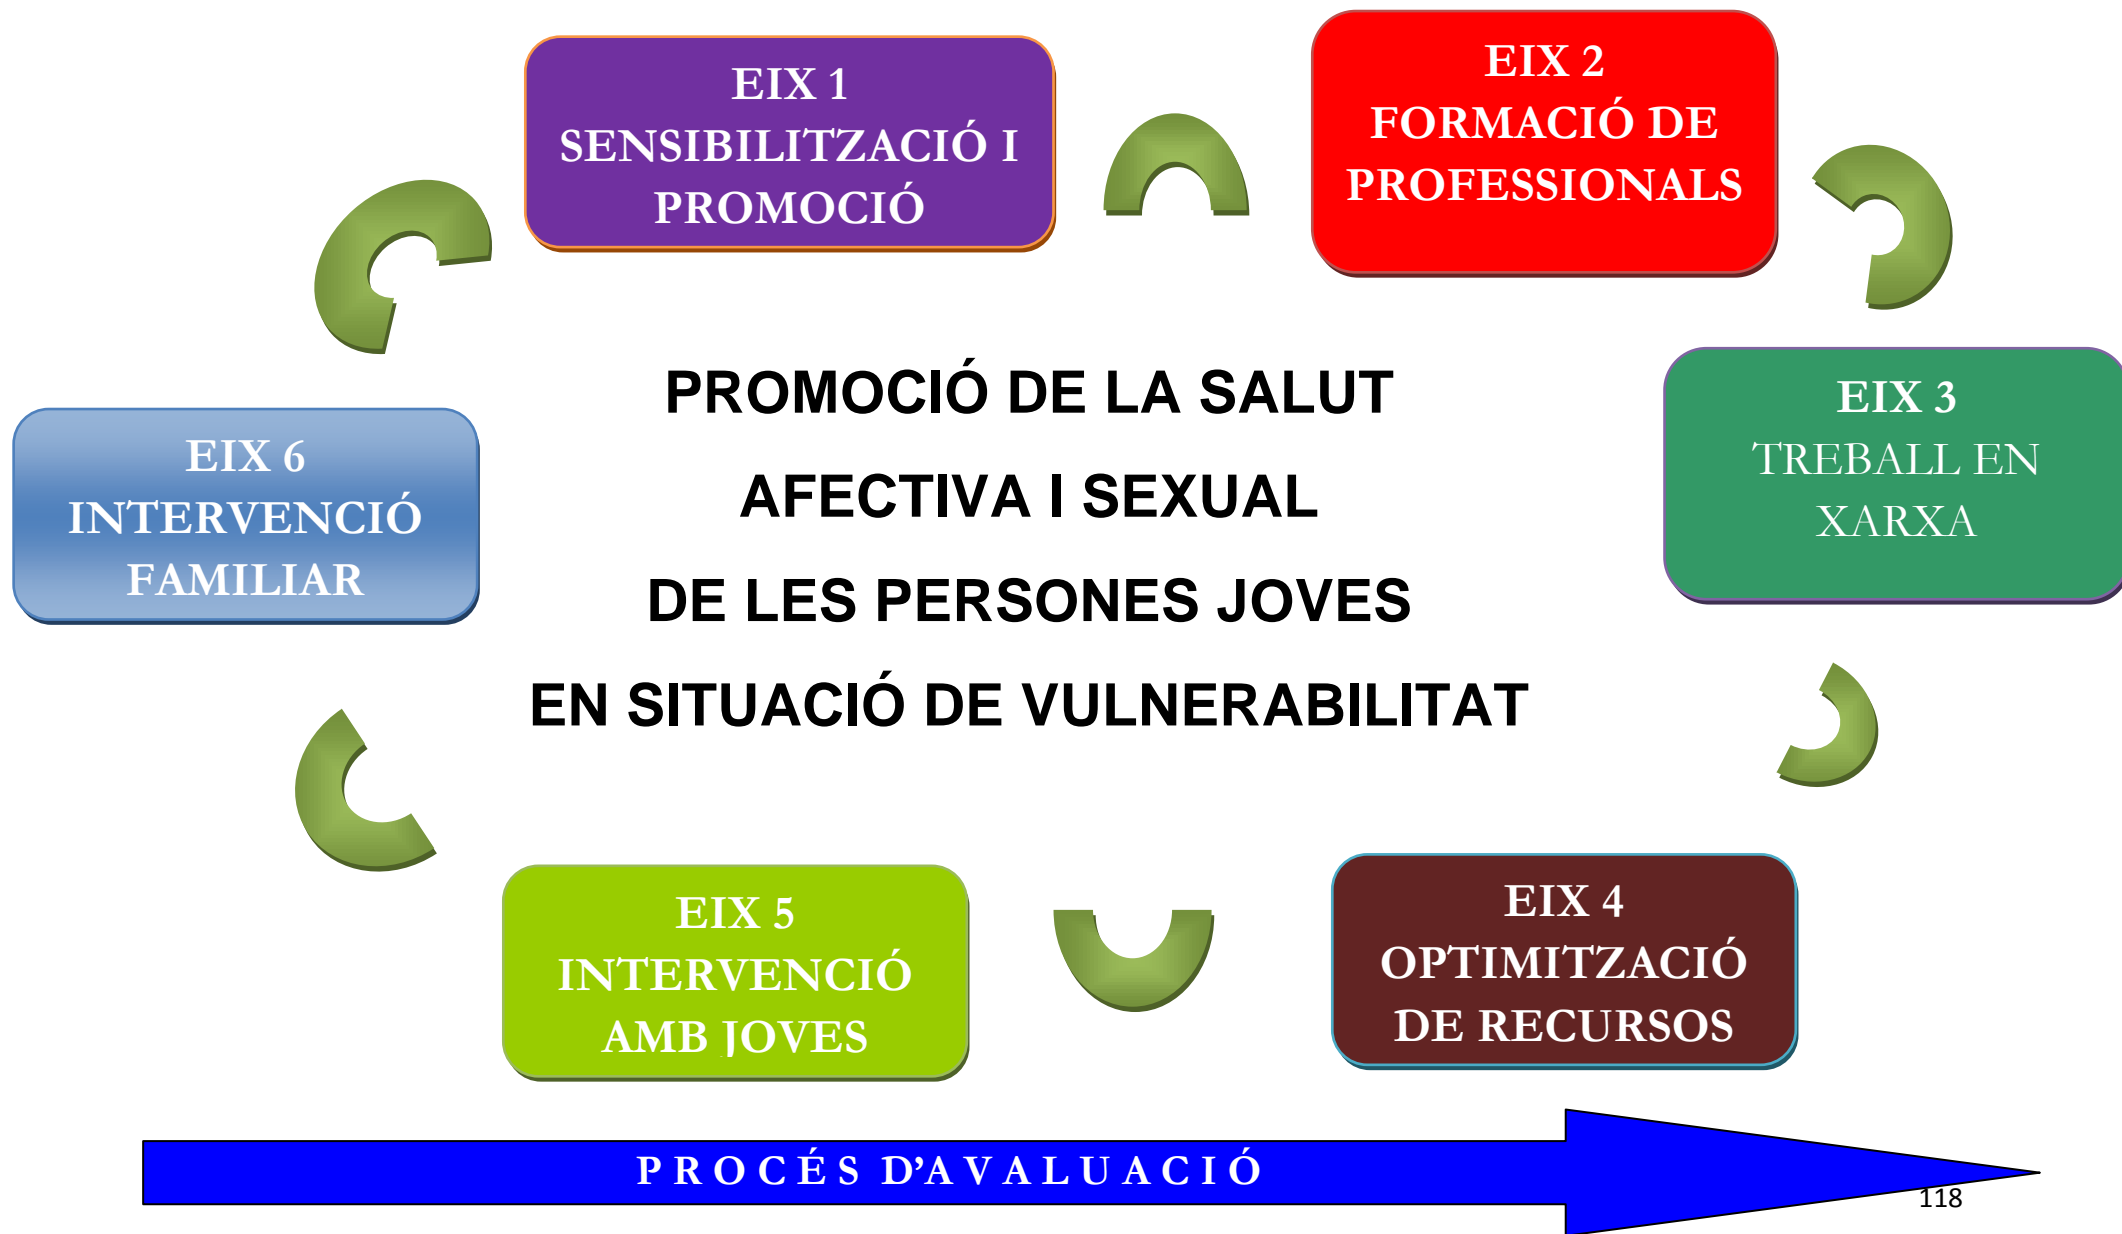 EIX 1
SENSIBILITZACIÓ I
PROMOCIÓ
EIX 2
FORMACIÓ DE
PROFESSIONALS
EIX 3
TREBALL EN
XARXA
PROMOCIÓ DE LA SALUT
AFECTIVA I SEXUAL
DE LES PERSONES JOVES
EN SITUACIÓ DE VULNERABILITAT
EIX 6
INTERVENCIÓ
FAMILIAR
EIX 5
INTERVENCIÓ
AMB JOVES
EIX 4
OPTIMITZACIÓ
DE RECURSOS
P R O C É S D'A V A L U A C I Ó
118